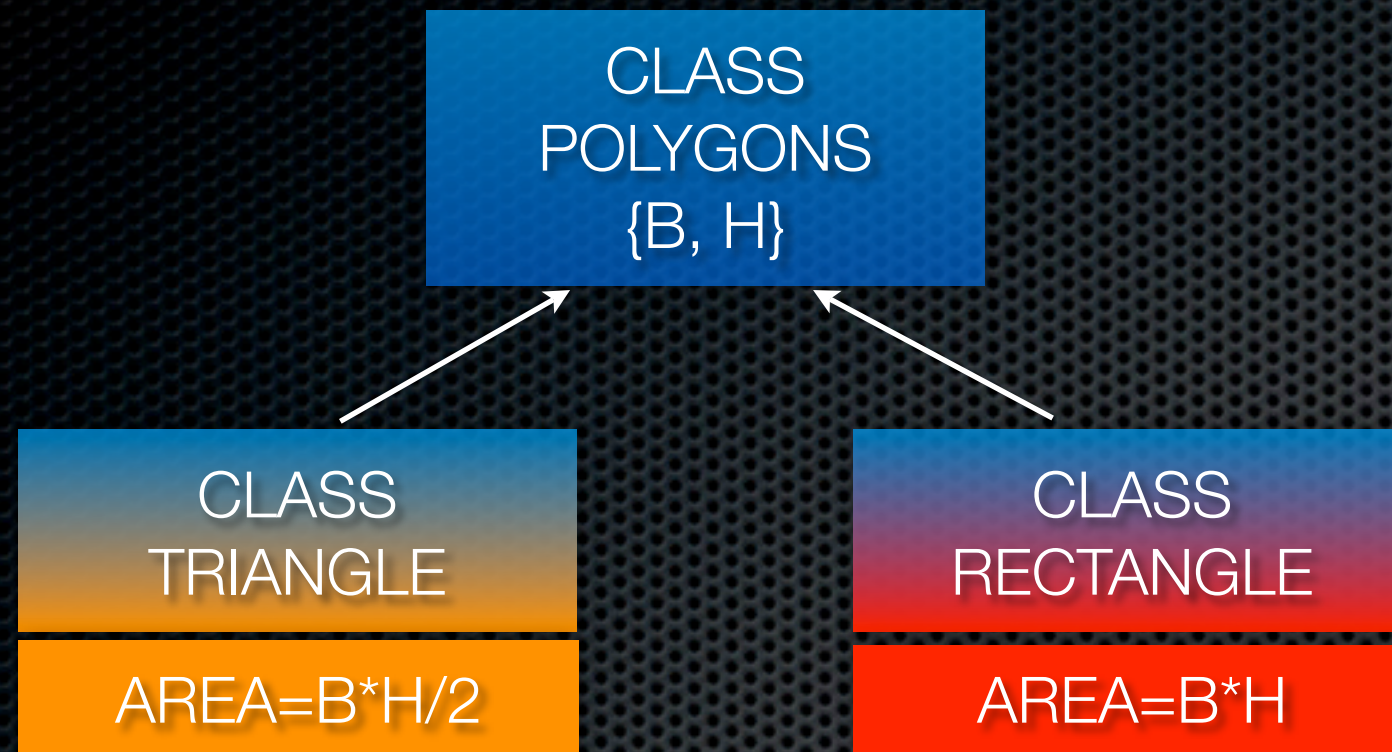 CLASS
POLYGONS
{B, H}
CLASS
TRIANGLE
AREA=B*H/2
CLASS
RECTANGLE
AREA=B*H